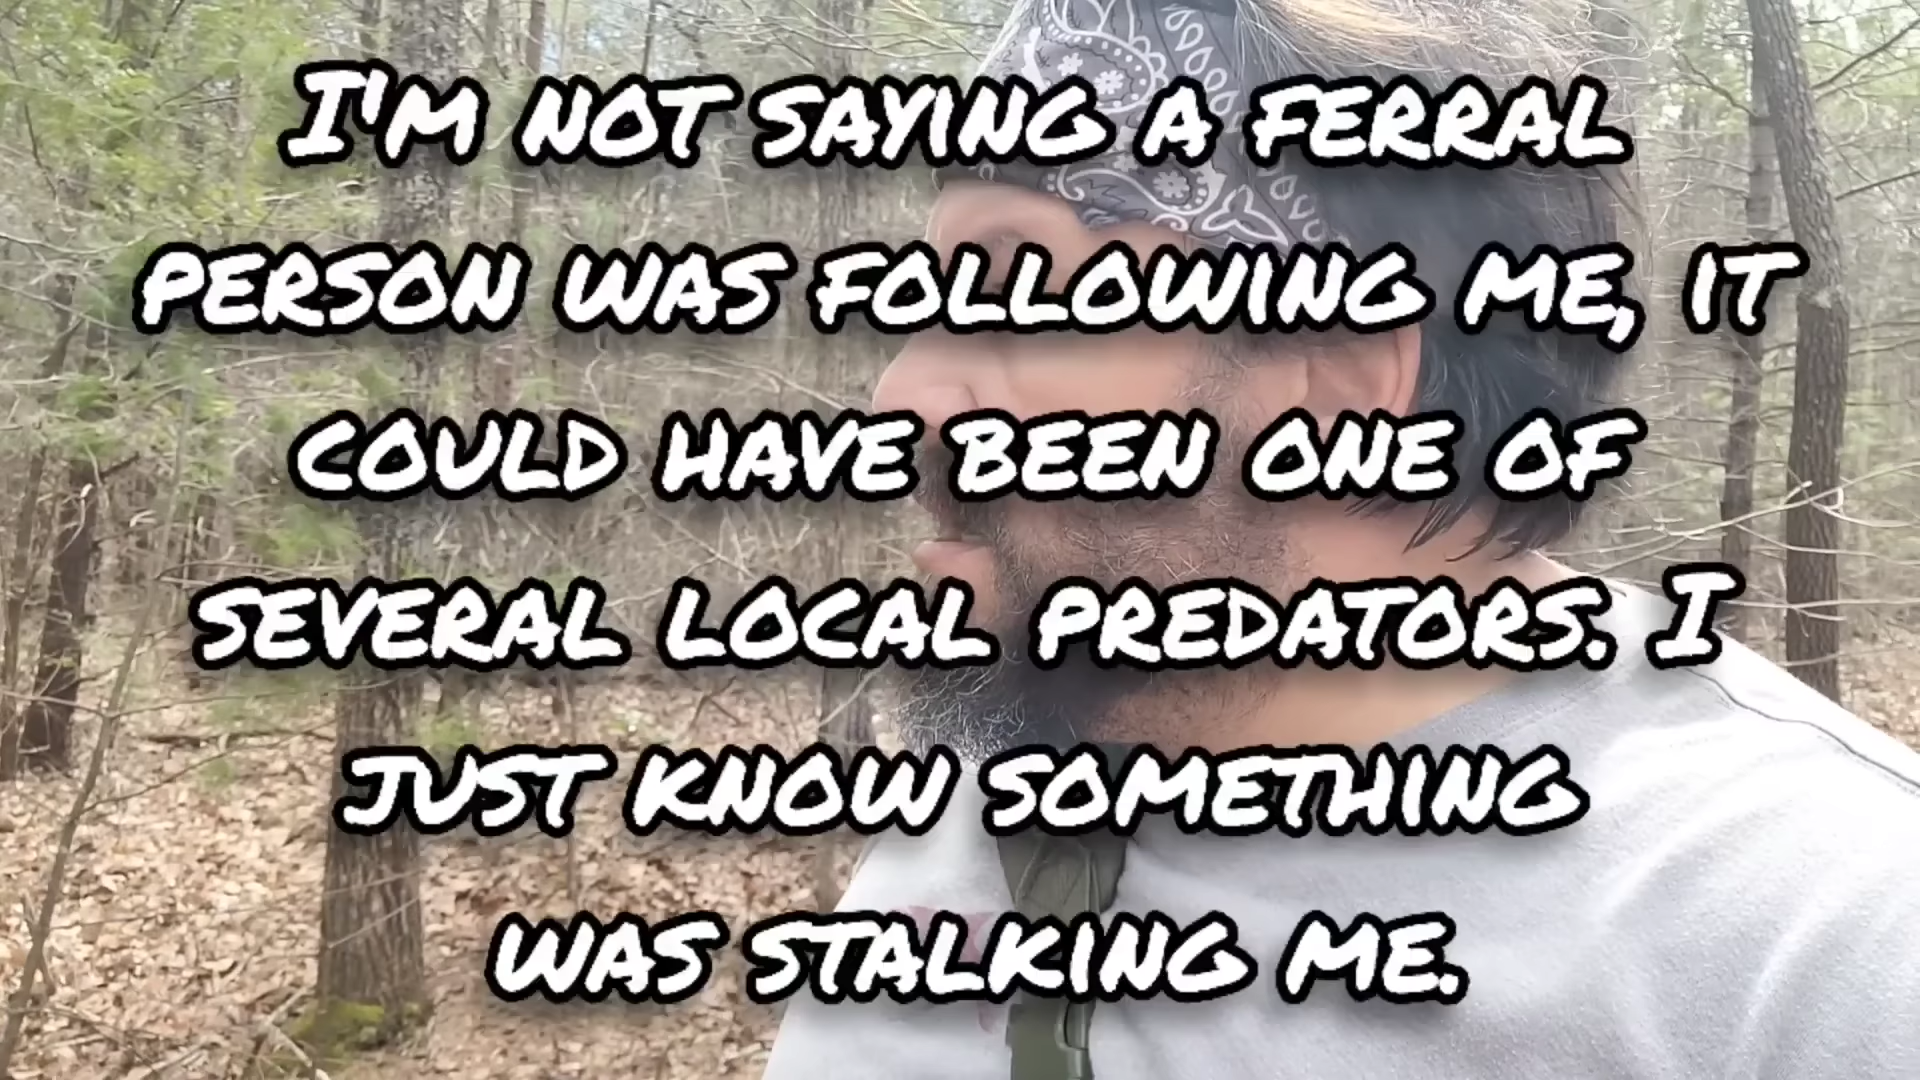 I'M NOT SAYING A FERRAL
PERSON WAS FOLLOWING ME, IT
COULD HAVE BEEN ONE OF
SEVERAL LOCAL PREDATORS. I
JUST KNOW SOMETHING
WAS STALKING ME.